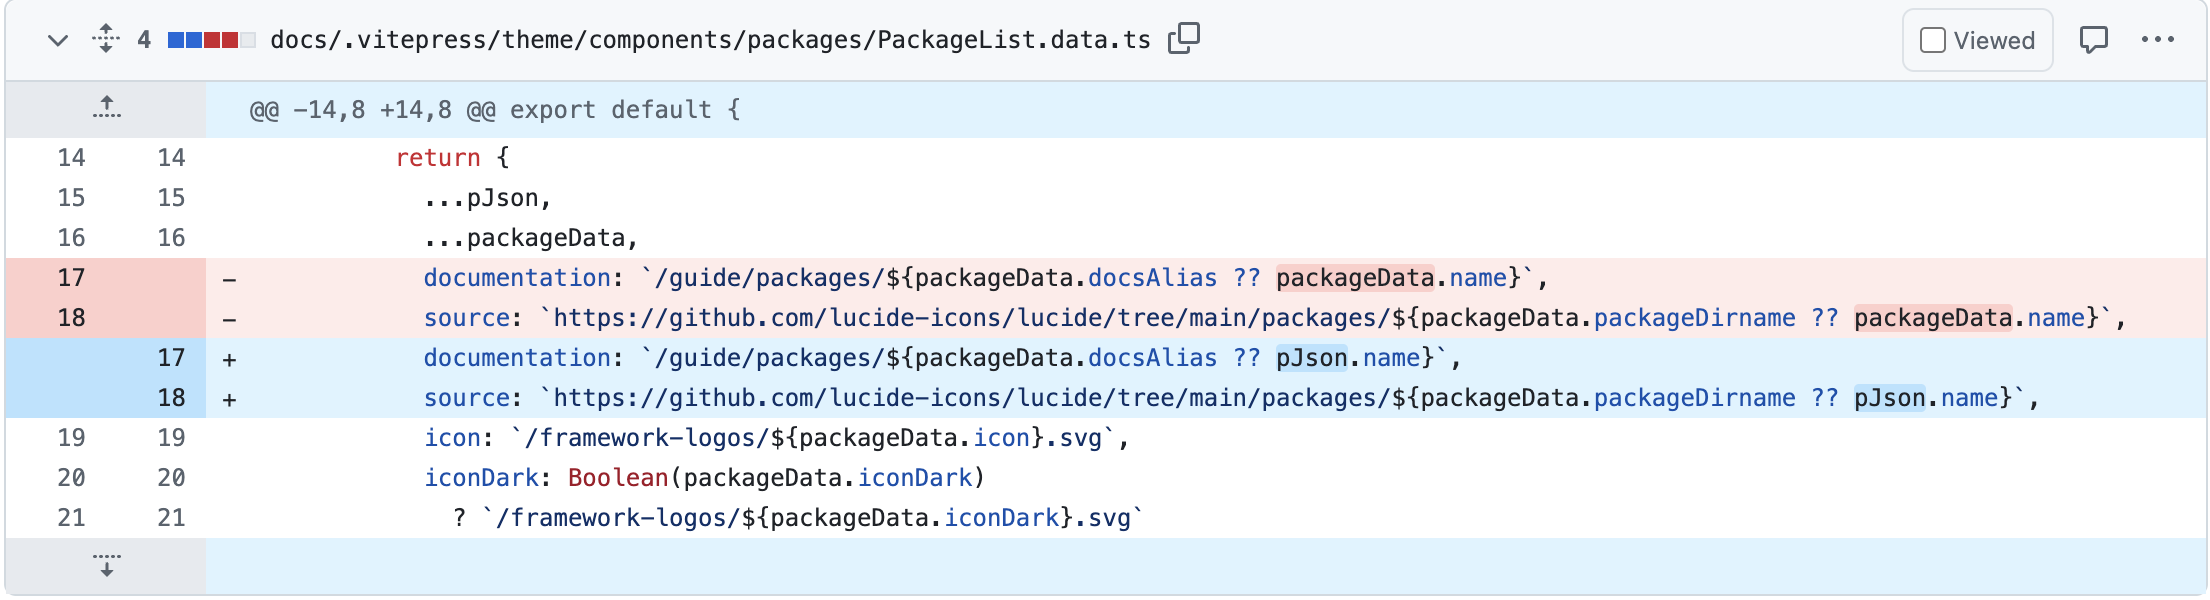 4 docs/.vitepress/theme/components/packages/PackageList.data.ts Viewed
@@ -14,8 +14,8 @@ export default {
14 14 return {
15 15 ...pJson,
16 16 ...packageData,
17 - documentation: `/guide/packages/${packageData.docsAlias ?? packageData.name}`,
18 - source: `https://github.com/lucide-icons/lucide/tree/main/packages/${packageData.packageDirname ?? packageData.name}`,
17 + documentation: `/guide/packages/${packageData.docsAlias ?? pJson.name}`,
18 + source: `https://github.com/lucide-icons/lucide/tree/main/packages/${packageData.packageDirname ?? pJson.name}`,
19 19 icon: `/framework-logos/${packageData.icon}.svg`,
20 20 iconDark: Boolean(packageData.iconDark)
21 21 ? `/framework-logos/${packageData.iconDark}.svg`